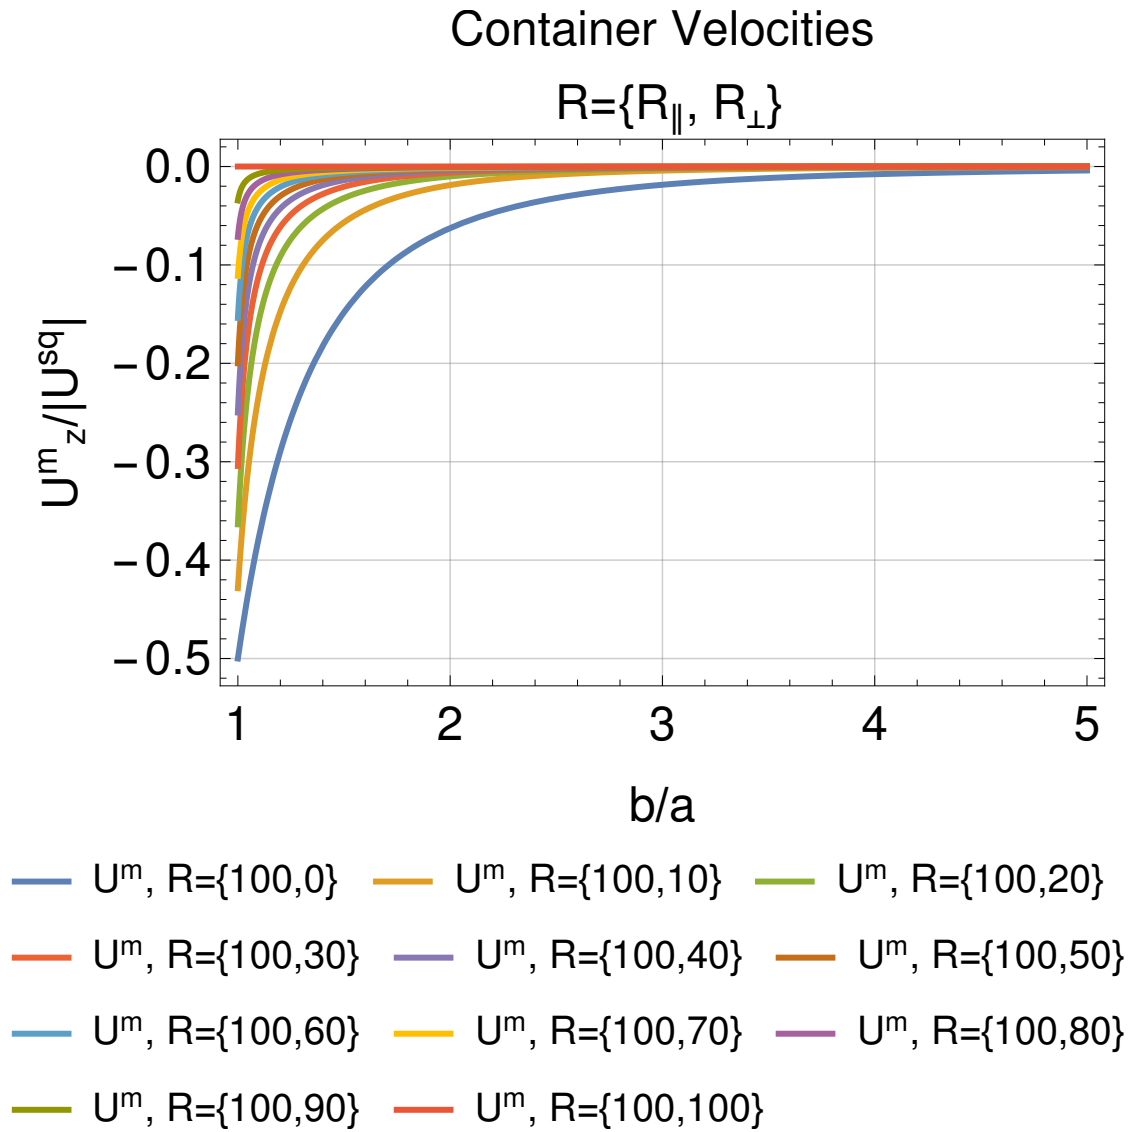 Container Velocities
R={R∥, R⊥}
0.0
−0.1
−0.2
−0.3
−0.4
−0.5
Uᵐz/|Uˢq|
1 2 3 4 5
b/a
Uᵐ, R={100,0} Uᵐ, R={100,10} Uᵐ, R={100,20}
Uᵐ, R={100,30} Uᵐ, R={100,40} Uᵐ, R={100,50}
Uᵐ, R={100,60} Uᵐ, R={100,70} Uᵐ, R={100,80}
Uᵐ, R={100,90} Uᵐ, R={100,100}